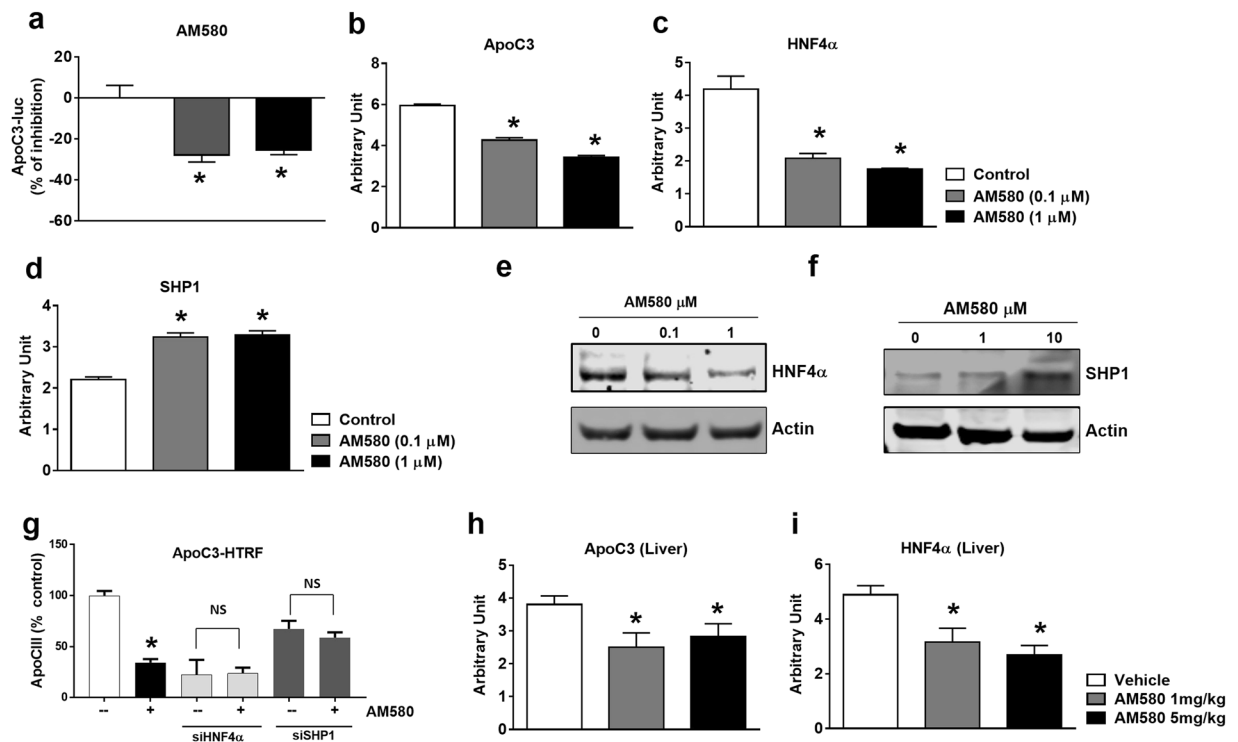 a
AM580
ApoC3-luc
(% of inhibition)
20
0
-20
-40
-60
*
*
b
ApoC3
Arbitrary Unit
8
6
4
2
0
*
*
c
HNF4α
Arbitrary Unit
5
4
3
2
1
0
*
*
Control
AM580 (0.1 μM)
AM580 (1 μM)
d
SHP1
Arbitrary Unit
4
3
2
1
0
*
*
Control
AM580 (0.1 μM)
AM580 (1 μM)
e
AM580 μM
0 0.1 1
HNF4α
Actin
f
AM580 μM
0 1 10
SHP1
Actin
g
ApoC3-HTRF
ApoCIII (% control)
150
100
50
0
*
NS
NS
-- + -- + -- + AM580
siHNF4α siSHP1
h
ApoC3 (Liver)
Arbitrary Unit
5
4
3
2
1
0
*
*
i
HNF4α (Liver)
Arbitrary Unit
6
4
2
0
*
*
Vehicle
AM580 1mg/kg
AM580 5mg/kg